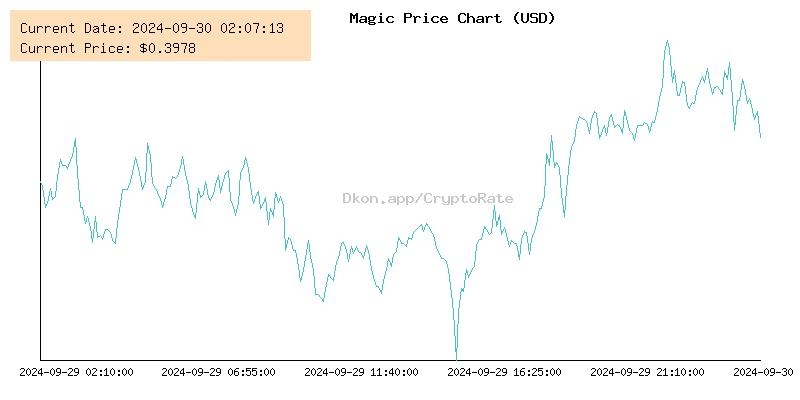 Magic Price Chart (USD)
Current Date: 2024-09-30 02:07:13
Current Price: $0.3978
Dkon.app/CryptoRate
2024-09-29 02:10:00 2024-09-29 06:55:00 2024-09-29 11:40:00 2024-09-29 16:25:00 2024-09-29 21:10:00 2024-09-30